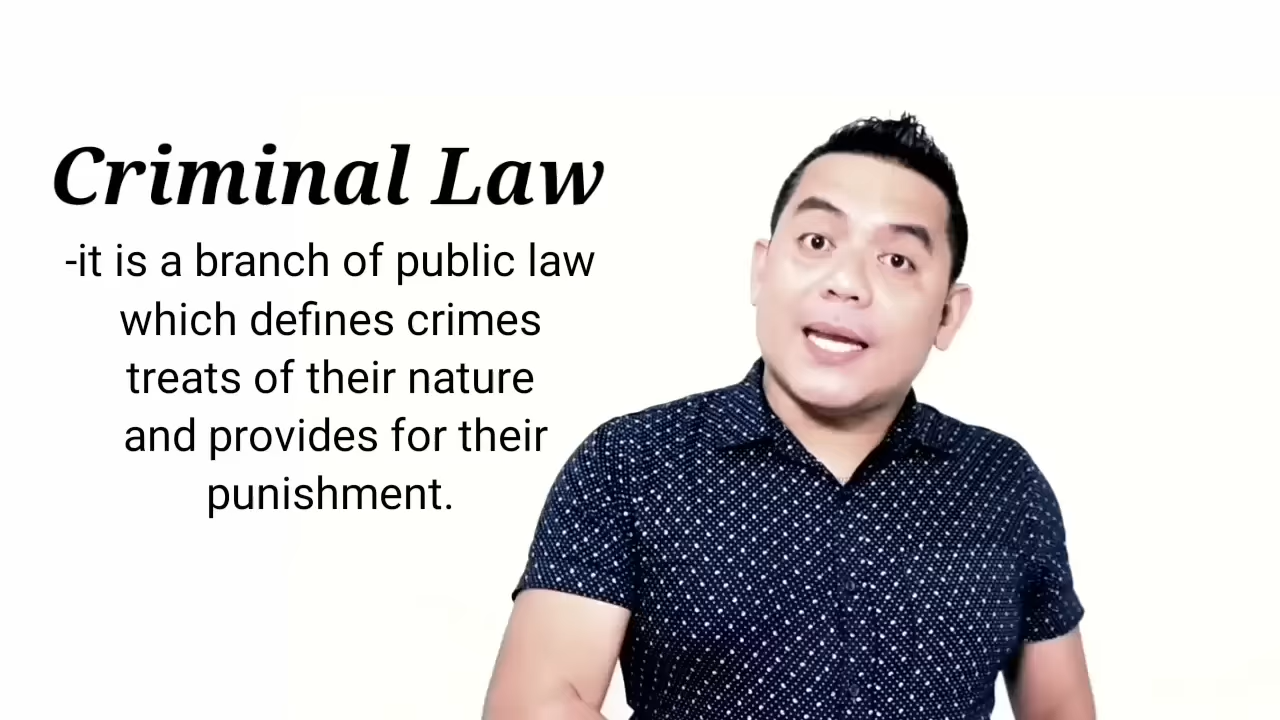 Criminal Law
-it is a branch of public law
which defines crimes
treats of their nature
and provides for their
punishment.